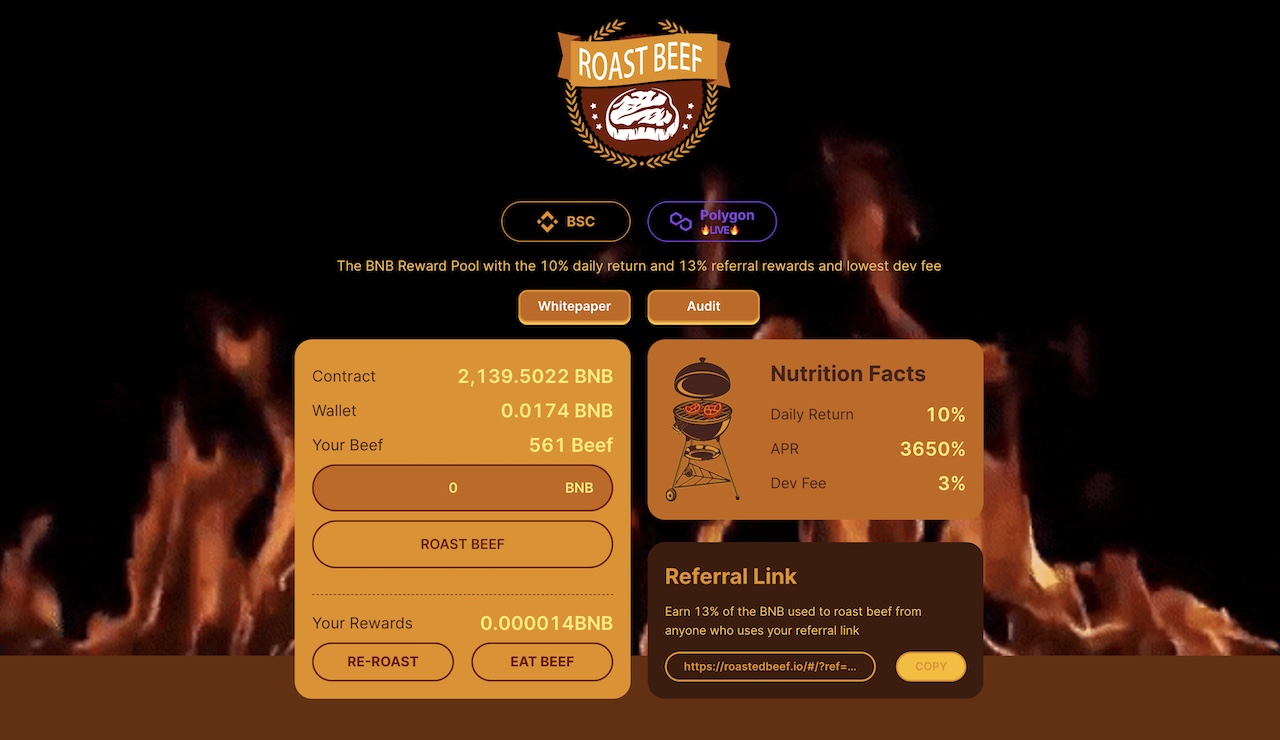 ROAST BEEF
BSC
Polygon
🔥LIVE🔥
The BNB Reward Pool with the 10% daily return and 13% referral rewards and lowest dev fee
Whitepaper
Audit
Contract 2,139.5022 BNB
Wallet 0.0174 BNB
Your Beef 561 Beef
0 BNB
ROAST BEEF
Your Rewards 0.000014BNB
RE-ROAST
EAT BEEF
Nutrition Facts
Daily Return 10%
APR 3650%
Dev Fee 3%
Referral Link
Earn 13% of the BNB used to roast beef from
anyone who uses your referral link
https://roastedbeef.io/#/?ref=...
COPY